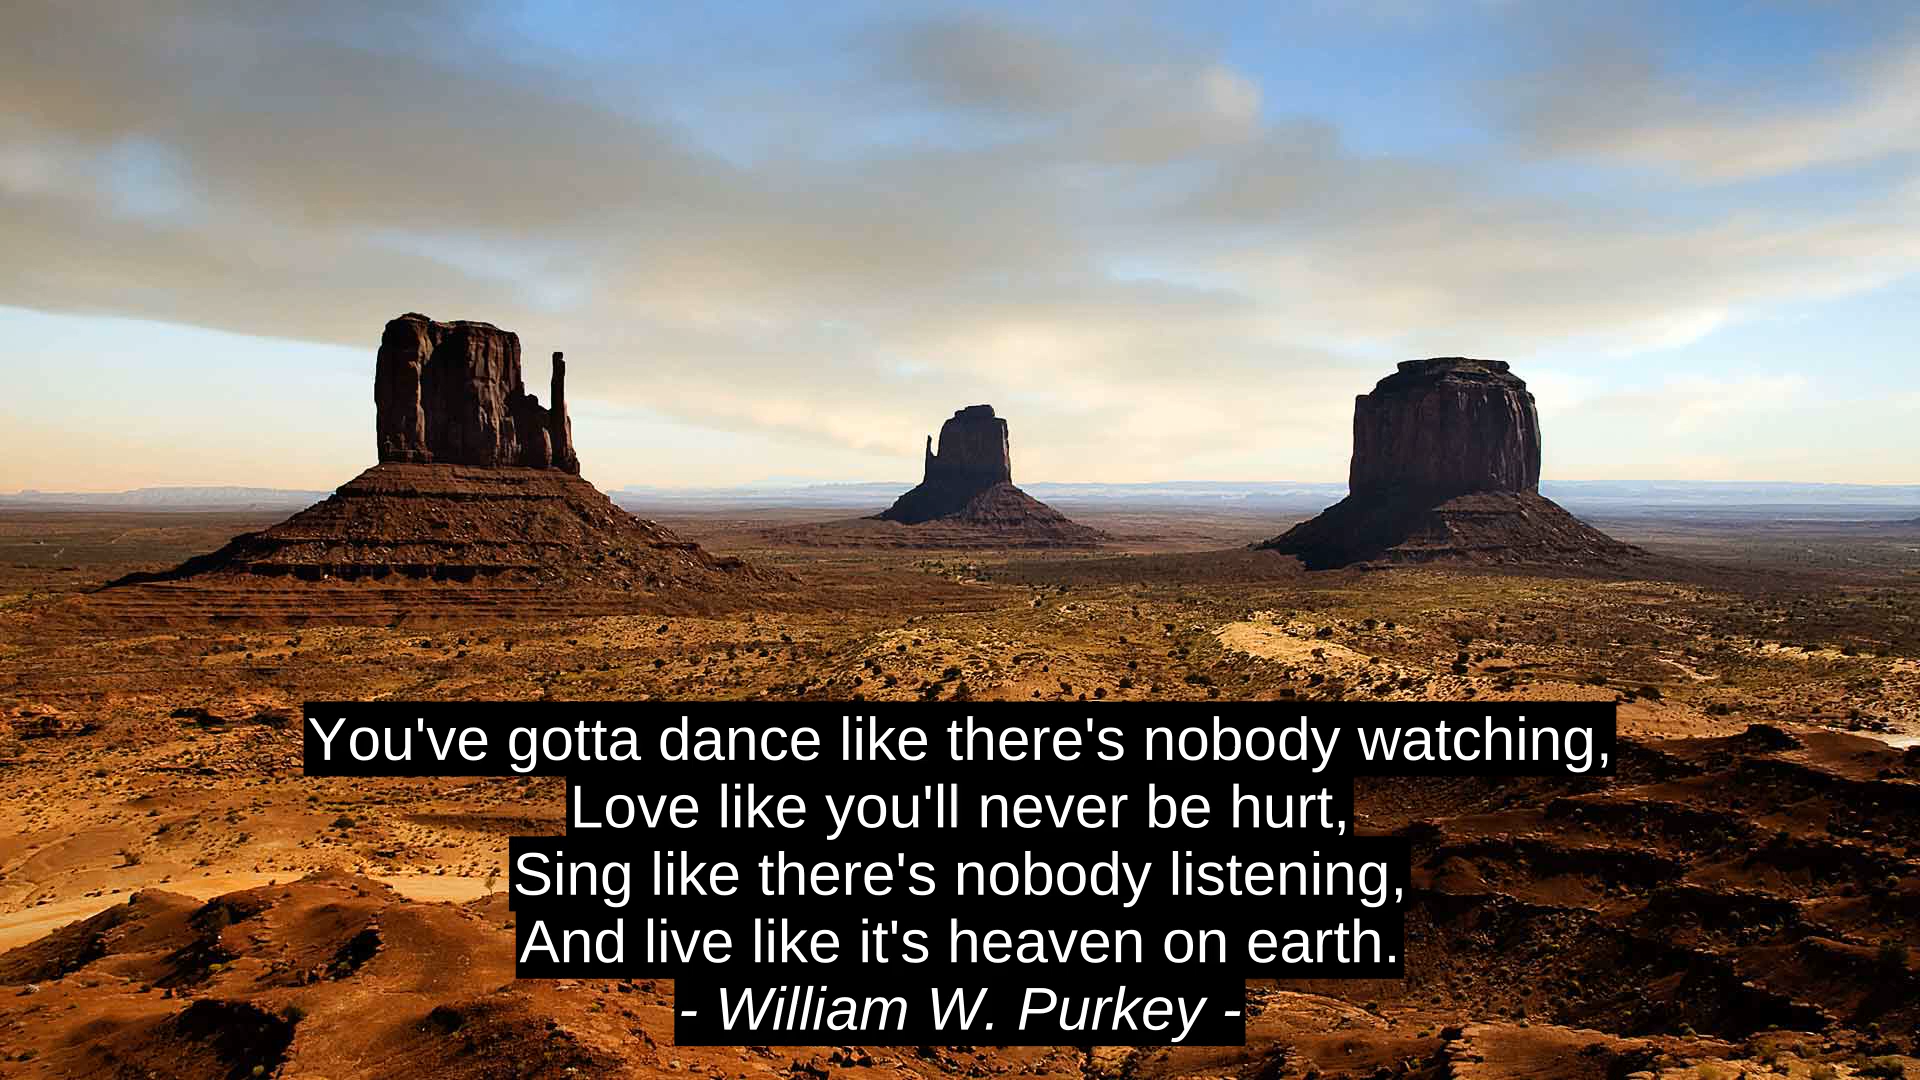 You've gotta dance like there's nobody watching,
Love like you'll never be hurt,
Sing like there's nobody listening,
And live like it's heaven on earth.
- William W. Purkey -